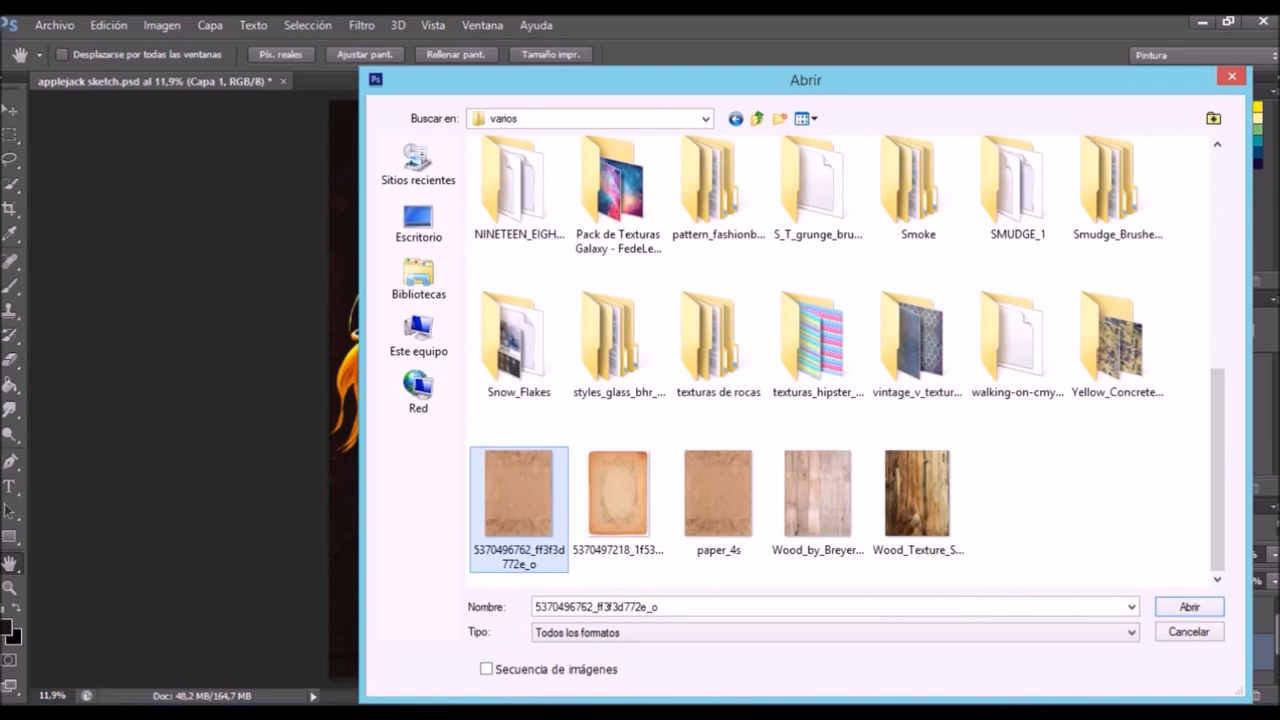 Ps Archivo Edición Imagen Capa Texto Selección Filtro 3D Vista Ventana Ayuda
Desplazarse por todas las ventanas Píx. reales Ajustar pant. Rellenar pant. Tamaño impr. Pintura
applejack sketch.psd al 11,9% (Capa 1, RGB/8) *
Ps Abrir
Buscar en: varios
Sitios recientes
Escritorio
Bibliotecas
Este equipo
Red
NINETEEN_EIGH... Pack de Texturas Galaxy - FedeLe... pattern_fashionb... S_T_grunge_bru... Smoke SMUDGE_1 Smudge_Brushe...
Snow_Flakes styles_glass_bhr_... texturas de rocas texturas_hipster_... vintage_v_textur... walking-on-cmy... Yellow_Concrete...
5370496762_ff3f3d772e_o 5370497218_1f53... paper_4s Wood_by_Breyer... Wood_Texture_S...
Nombre: 5370496762_ff3f3d772e_o Abrir
Tipo: Todos los formatos Cancelar
Secuencia de imágenes
11,9% Doc: 48,2 MB/164,7 MB